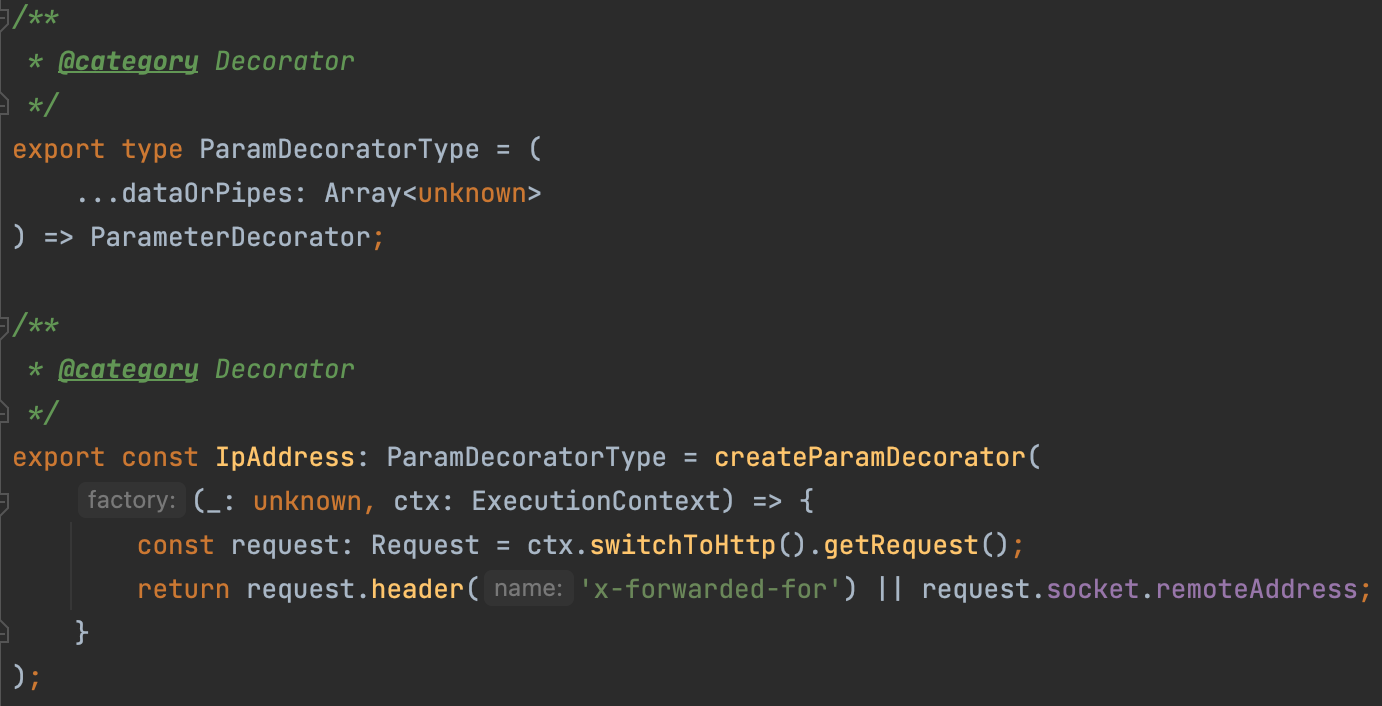 /**
 * @category Decorator
 */
export type ParamDecoratorType = (
    ...dataOrPipes: Array<unknown>
) => ParameterDecorator;

/**
 * @category Decorator
 */
export const IpAddress: ParamDecoratorType = createParamDecorator(
    factory: (_: unknown, ctx: ExecutionContext) => {
        const request: Request = ctx.switchToHttp().getRequest();
        return request.header( name: 'x-forwarded-for') || request.socket.remoteAddress;
    }
);